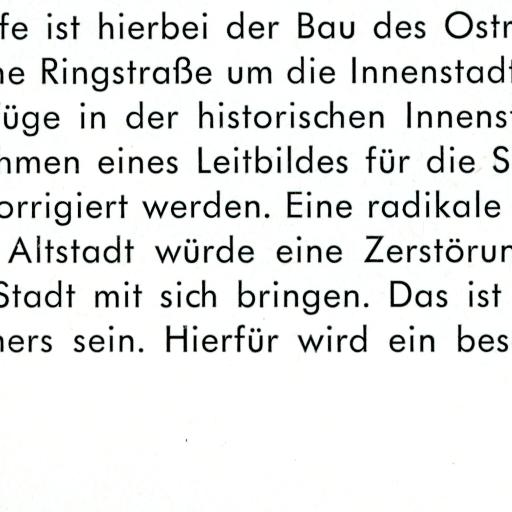 fe ist hierbei der Bau des Ostr
ne Ringstraße um die Innenstadt
üge in der historischen Innenst
hmen eines Leitbildes für die S
orrigiert werden. Eine radikale
Altstadt würde eine Zerstörun
Stadt mit sich bringen. Das ist
ners sein. Hierfür wird ein bes